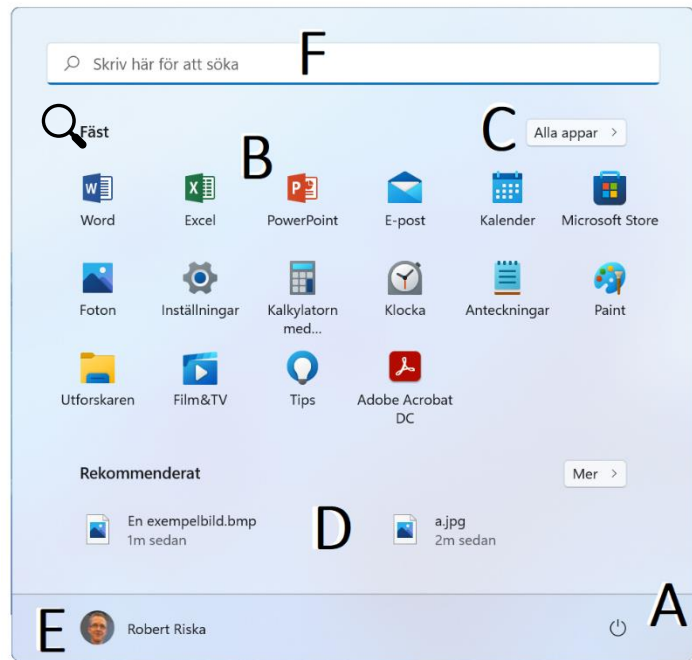 F
Skriv här för att söka
Fäst
B
C
Alla appar
Word
Excel
PowerPoint
E-post
Kalender
Microsoft Store
Foton
Inställningar
Kalkylatorn
med...
Klocka
Anteckningar
Paint
Utforskaren
Film&TV
Tips
Adobe Acrobat
DC
Rekommenderat
Mer
En exempelbild.bmp
1m sedan
D
a.jpg
2m sedan
E
Robert Riska
A